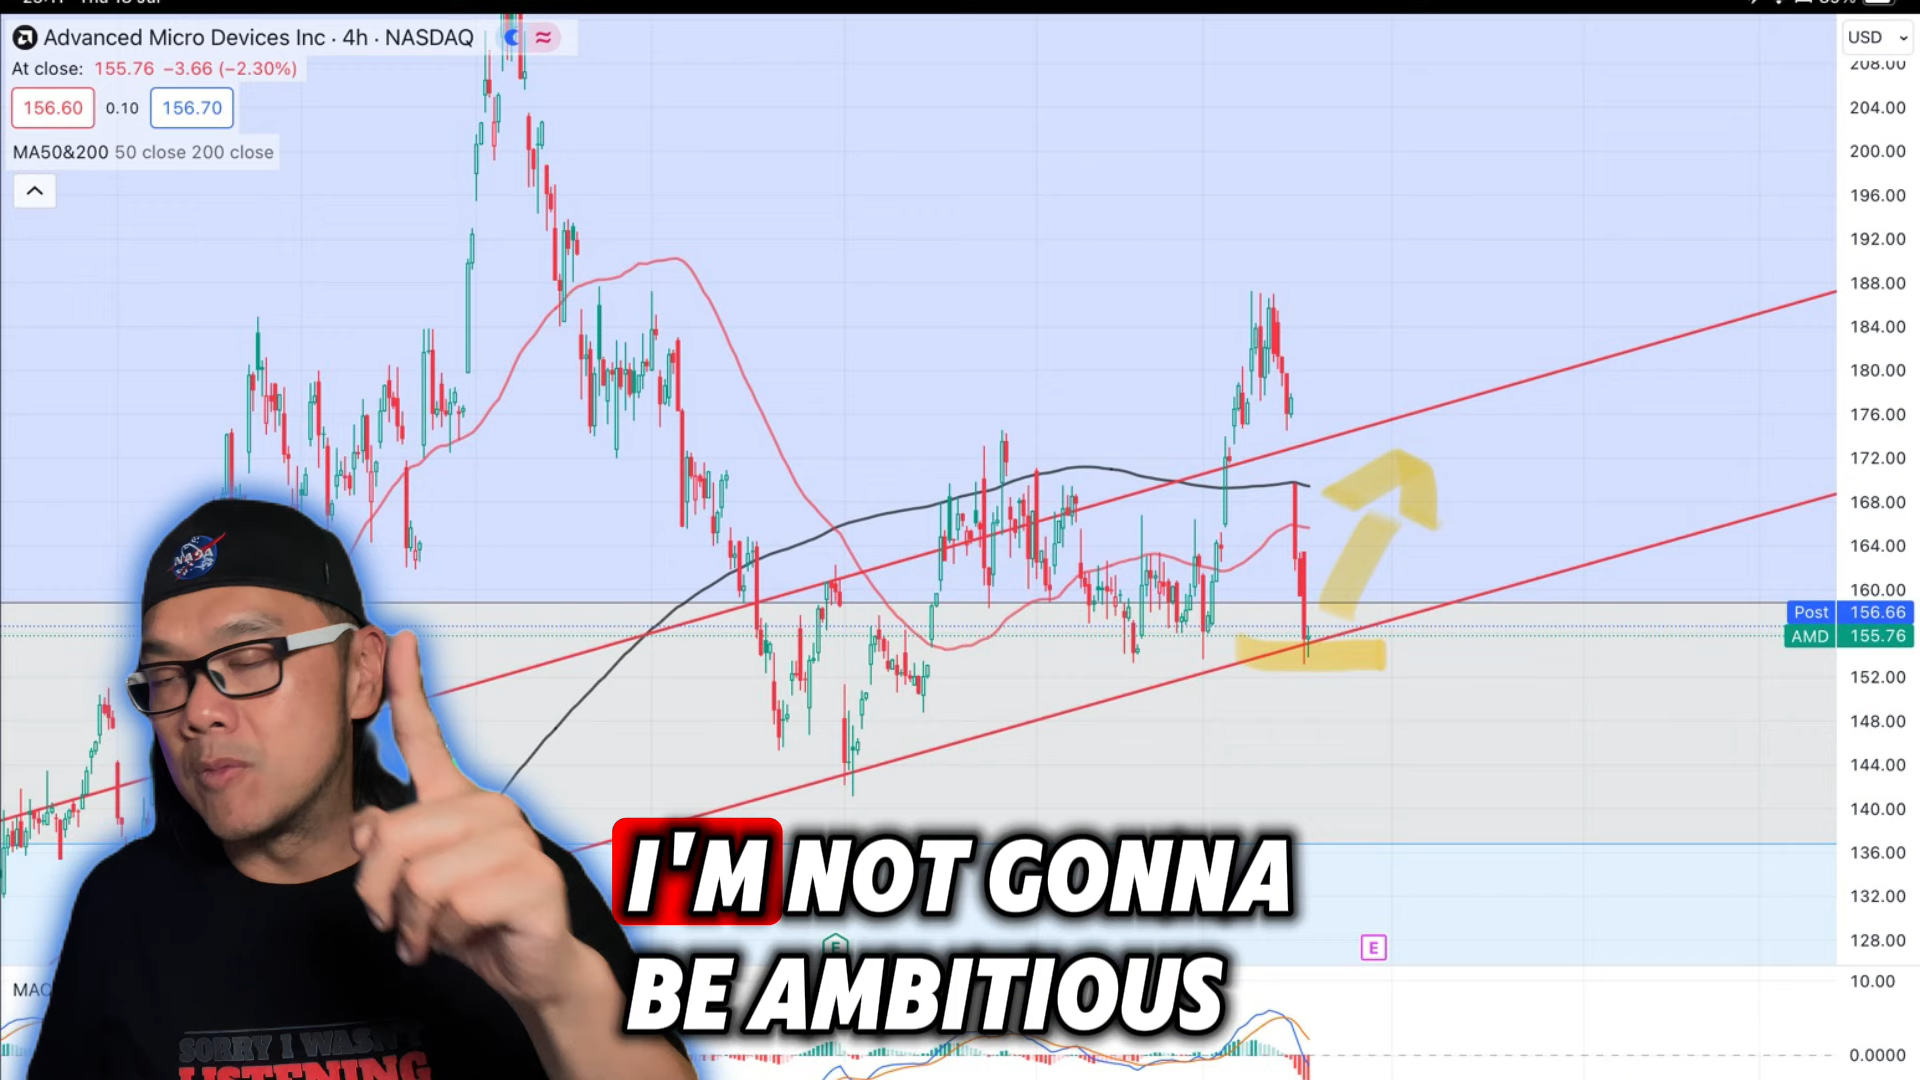 Advanced Micro Devices Inc · 4h · NASDAQ
At close: 155.76 −3.66 (−2.30%)
156.60 0.10 156.70
MA50&200 50 close 200 close
USD
208.00
204.00
200.00
196.00
192.00
188.00
184.00
180.00
176.00
172.00
168.00
164.00
160.00
Post 156.66
AMD 155.76
152.00
148.00
144.00
140.00
136.00
132.00
128.00
10.00
0.0000
NASA
I'M NOT GONNA
BE AMBITIOUS
E
E
MAC
SORRY I WASN'T
LISTENING